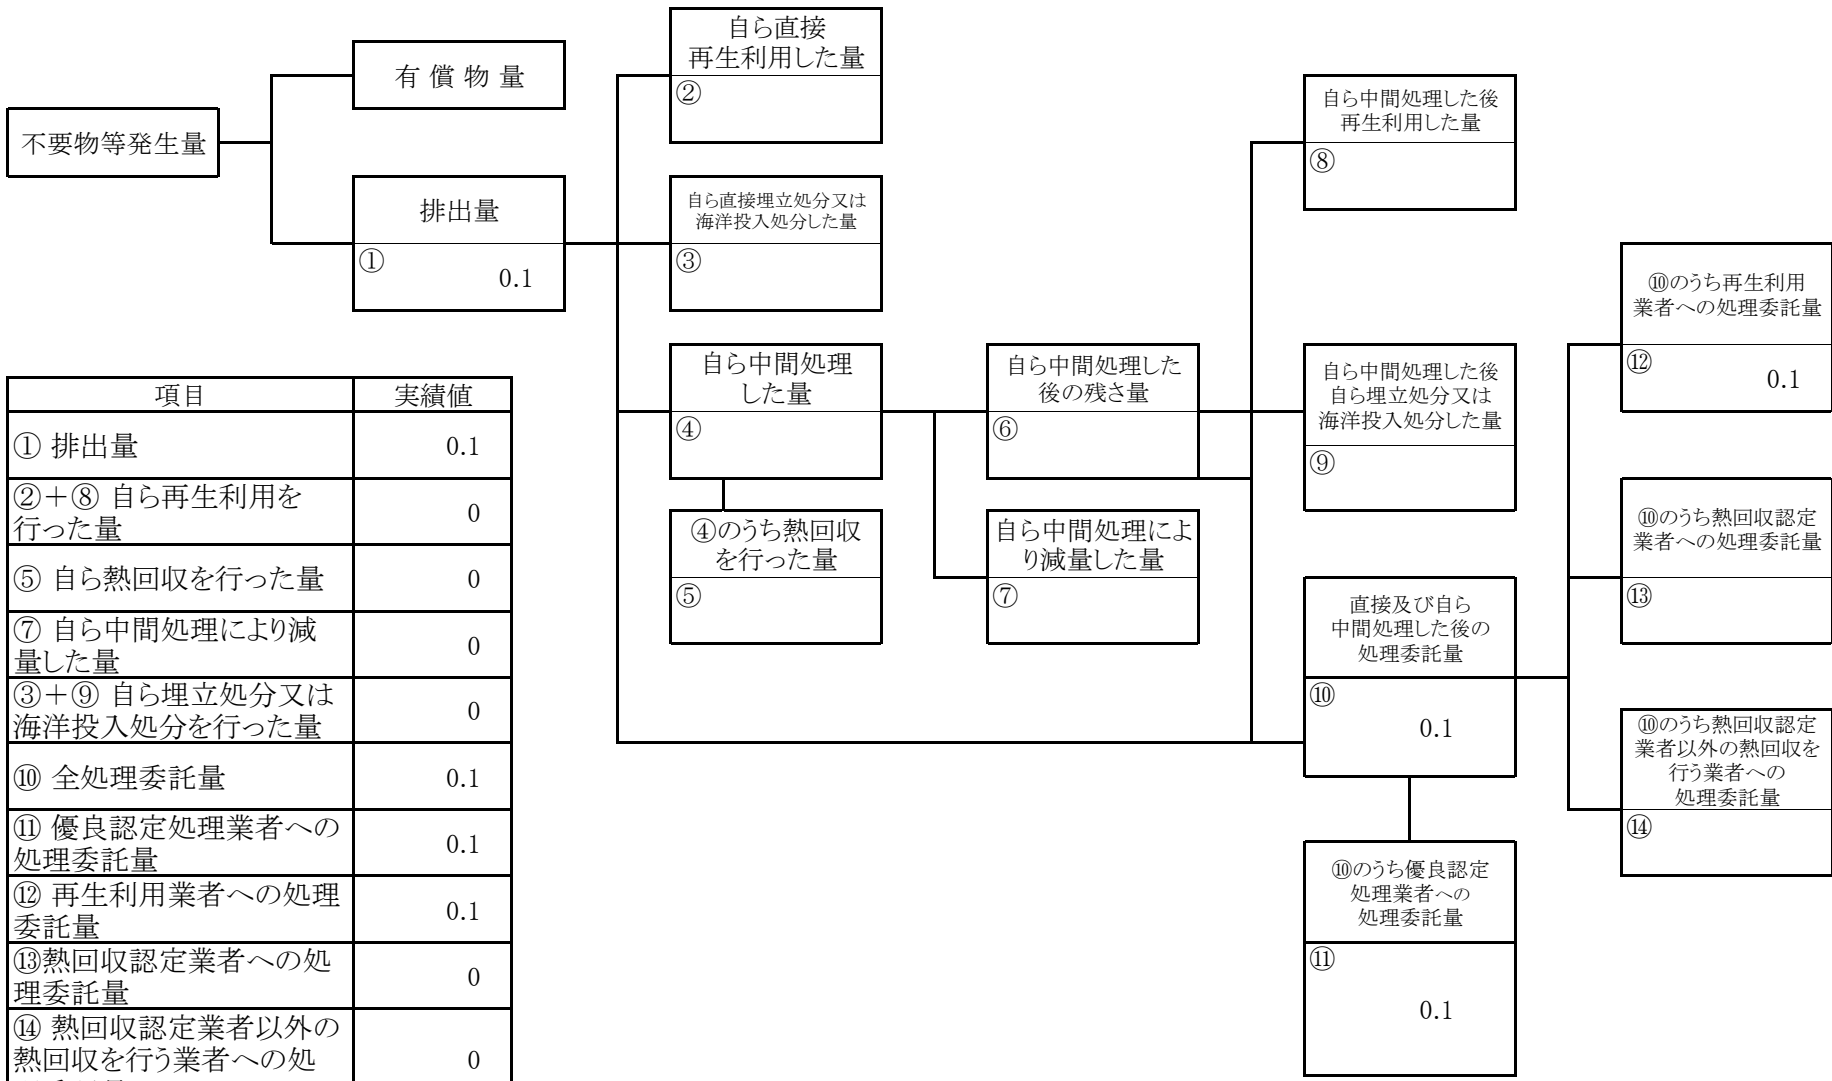 不要物等発生量
有償物量
排出量
①
0.1
自ら直接
再生利用した量
②
自ら直接埋立処分又は
海洋投入処分した量
③
自ら中間処理
した量
④
④のうち熱回収
を行った量
⑤
自ら中間処理した
後の残さ量
⑥
自ら中間処理によ
り減量した量
⑦
自ら中間処理した後
再生利用した量
⑧
自ら中間処理した後
自ら埋立処分又は
海洋投入処分した量
⑨
直接及び自ら
中間処理した後の
処理委託量
⑩
0.1
⑩のうち優良認定
処理業者への
処理委託量
⑪
0.1
⑩のうち再生利用
業者への処理委託量
⑫
0.1
⑩のうち熱回収認定
業者への処理委託量
⑬
⑩のうち熱回収認定
業者以外の熱回収を
行う業者への
処理委託量
⑭
項目 実績値
① 排出量 0.1
②＋⑧ 自ら再生利用を
行った量 0
⑤ 自ら熱回収を行った量 0
⑦ 自ら中間処理により減
量した量 0
③＋⑨ 自ら埋立処分又は
海洋投入処分を行った量 0
⑩ 全処理委託量 0.1
⑪ 優良認定処理業者への
処理委託量 0.1
⑫ 再生利用業者への処理
委託量 0.1
⑬熱回収認定業者への処
理委託量 0
⑭ 熱回収認定業者以外の
熱回収を行う業者への処 0